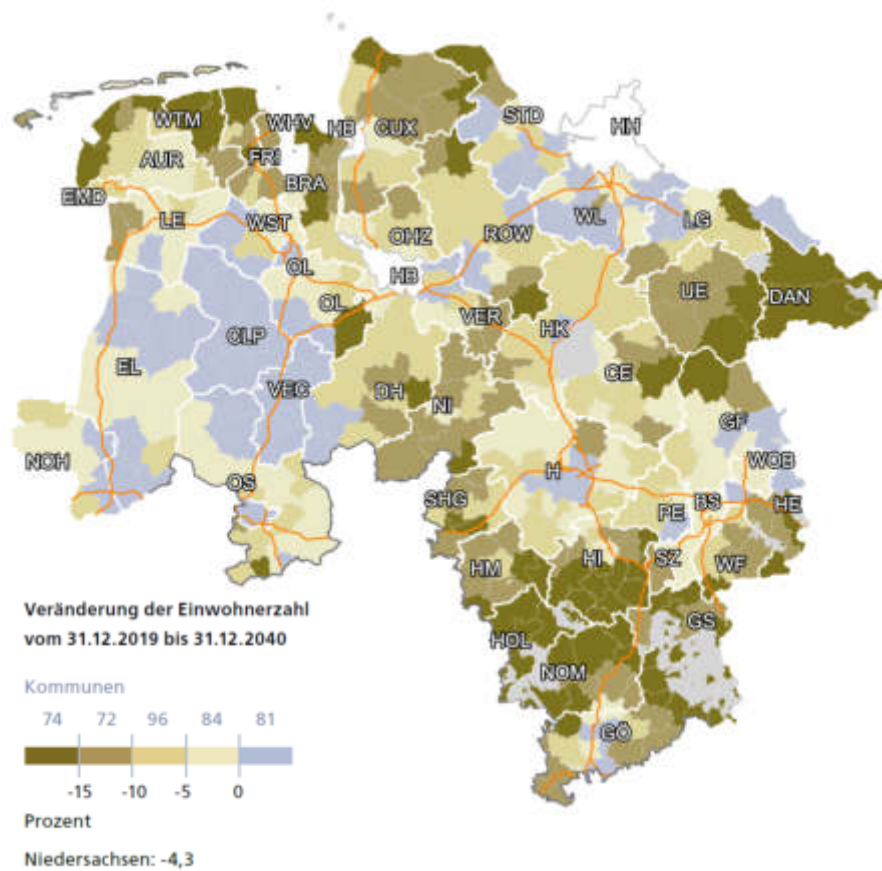 STD
HH
WTM
WHV
HB
CUX
FRI
AUR
BRA
EMD
WL
LE
WST
LG
ROW
OHZ
OL
HB
UE
DAN
OL
VER
HK
CLP
EL
CE
VEC
DH
NI
GF
NOH
WOB
H
OS
BS
SHG
HE
PE
HI
SZ
WF
HM
GS
HOL
NOM
GÖ
Veränderung der Einwohnerzahl
vom 31.12.2019 bis 31.12.2040
Kommunen
74 72 96 84 81
-15 -10 -5 0
Prozent
Niedersachsen: -4,3